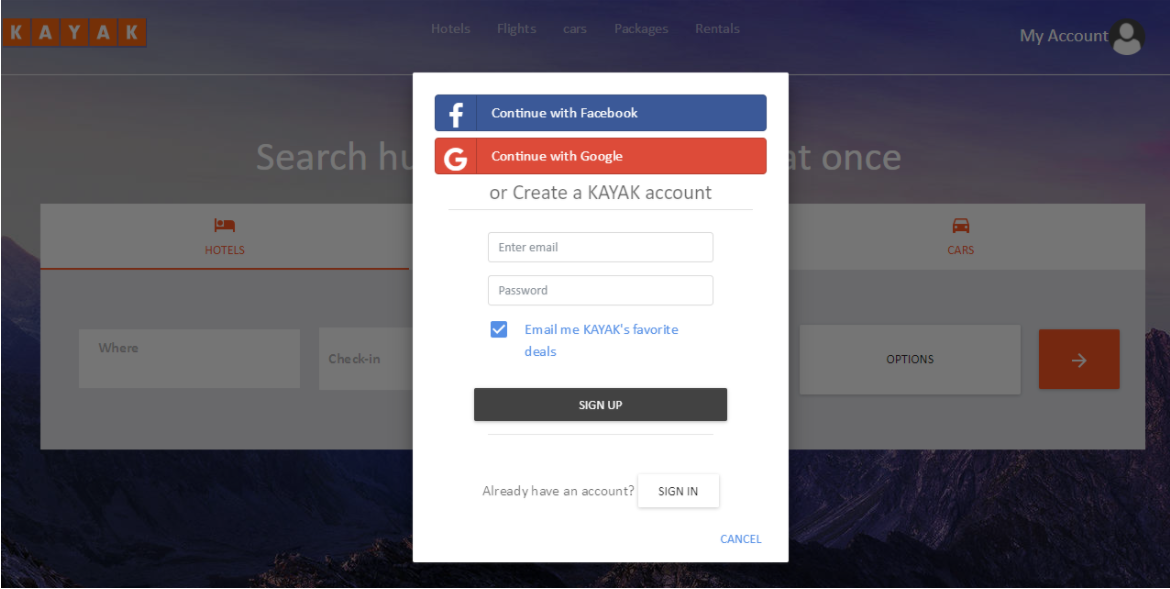 KAYAK
Hotels Flights cars Packages Rentals
My Account
Continue with Facebook
Continue with Google
or Create a KAYAK account
Search hu
at once
HOTELS
CARS
Enter email
Password
Email me KAYAK's favorite
deals
Where
Check-in
OPTIONS
SIGN UP
Already have an account? SIGN IN
CANCEL